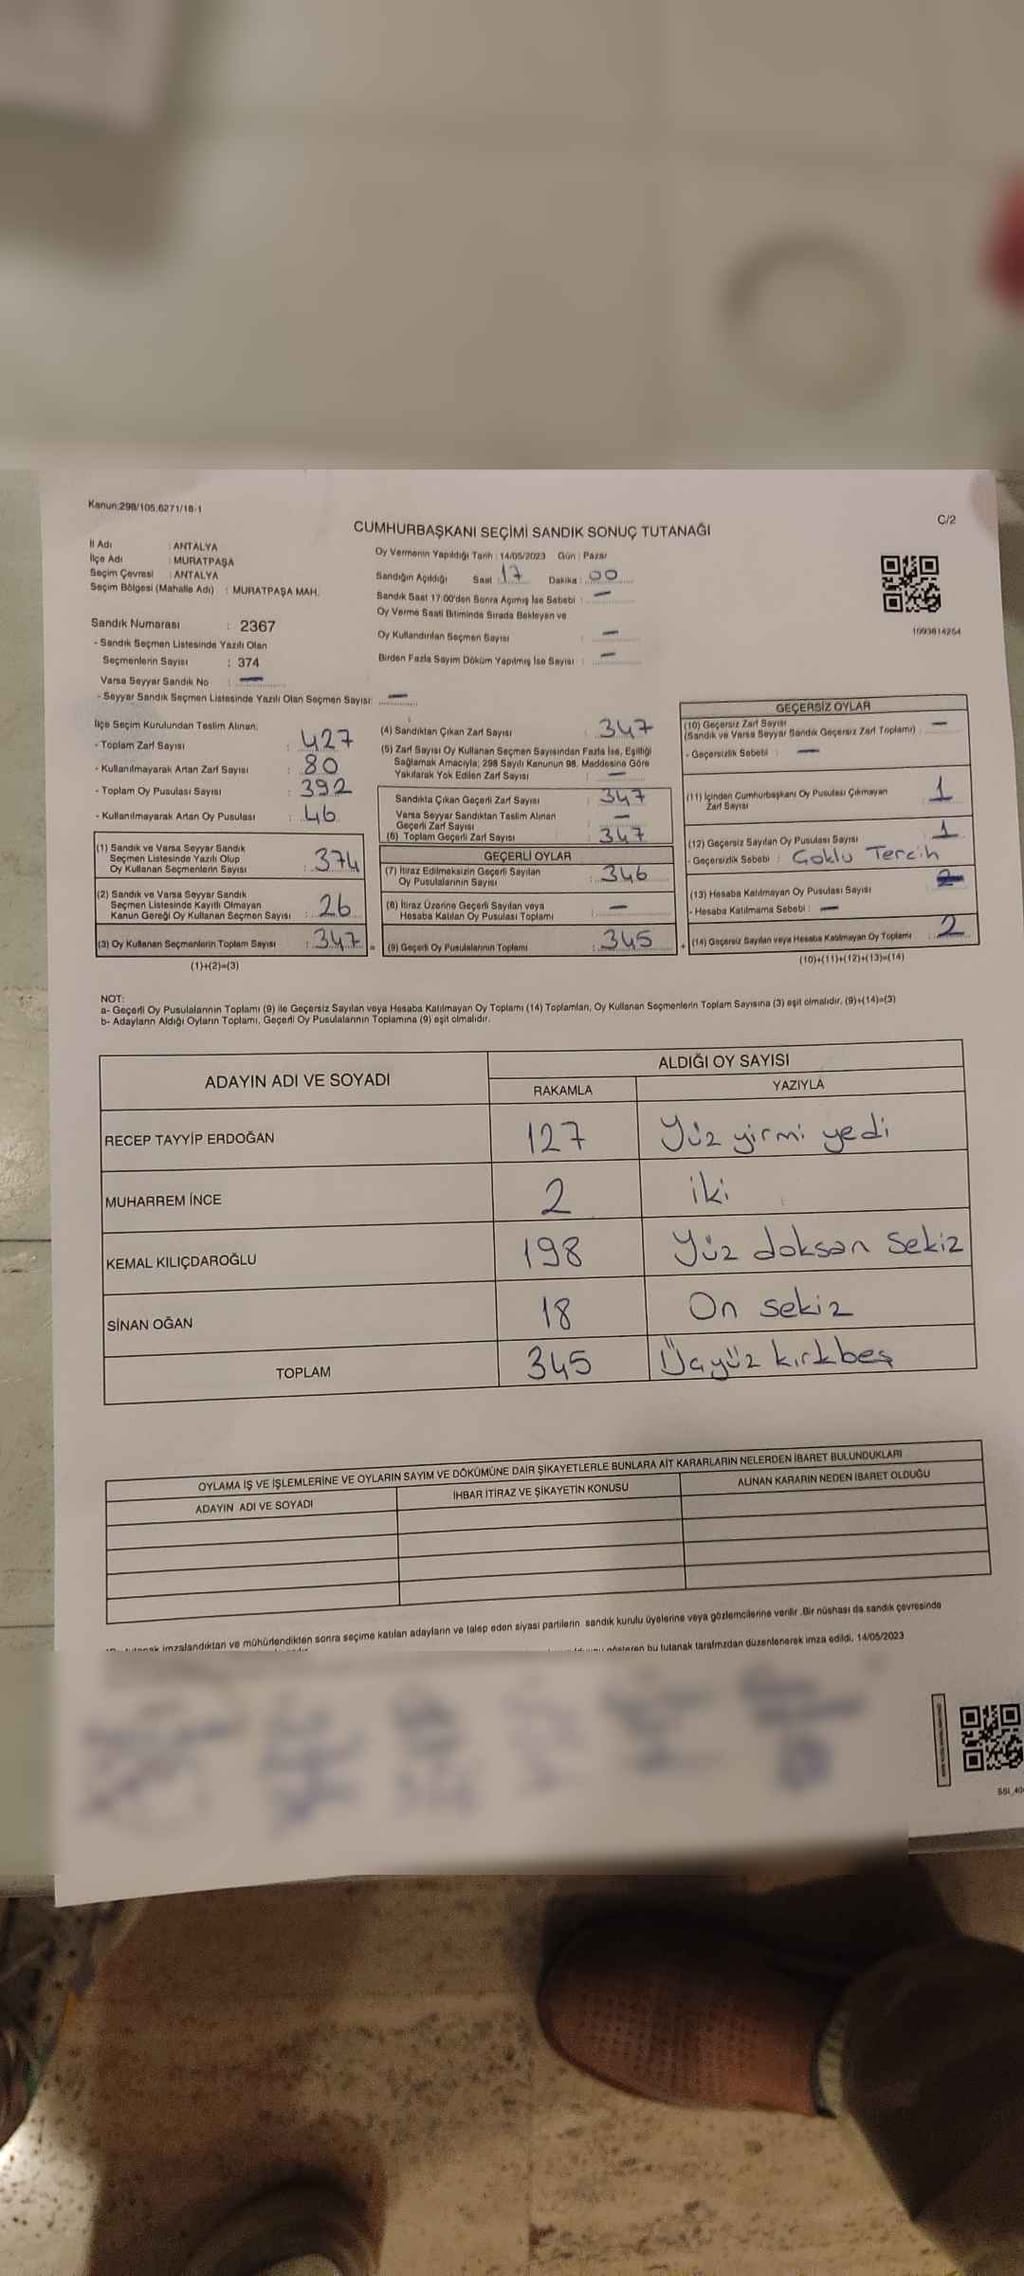 Kanun:298/105,6271/18-1
C/2
CUMHURBAŞKANI SEÇİMİ SANDIK SONUÇ TUTANAĞI
İl Adı : ANTALYA
İlçe Adı : MURATPAŞA
Seçim Çevresi : ANTALYA
Seçim Bölgesi (Mahalle Adı) : MURATPAŞA MAH.
Oy Vermenin Yapıldığı Tarih : 14/05/2023 Gün : Pazar
Sandığın Açıldığı Saat : 17 Dakika : 00
Sandık Saat 17:00'den Sonra Açımış İse Sebebi : —
Oy Verme Saati Bitiminde Sırada Bekleyen ve
Oy Kullandırılan Seçmen Sayısı : —
Birden Fazla Sayım Döküm Yapılmış İse Sayısı : —
1093814264
Sandık Numarası : 2367
- Sandık Seçmen Listesinde Yazılı Olan
Seçmenlerin Sayısı : 374
Varsa Seyyar Sandık No : —
- Seyyar Sandık Seçmen Listesinde Yazılı Olan Seçmen Sayısı: —
İlçe Seçim Kurulundan Teslim Alınan;
- Toplam Zarf Sayısı : 427
- Kullanılmayarak Artan Zarf Sayısı : 80
- Toplam Oy Pusulası Sayısı : 392
- Kullanılmayarak Artan Oy Pusulası : 46
(1) Sandık ve Varsa Seyyar Sandık
Seçmen Listesinde Yazılı Olup
Oy Kullanan Seçmenlerin Sayısı : 374
(2) Sandık ve Varsa Seyyar Sandık
Seçmen Listesinde Kayıtlı Olmayan
Kanun Gereği Oy Kullanan Seçmen Sayısı : 26
(3) Oy Kullanan Seçmenlerin Toplam Sayısı : 347
(1)+(2)=(3)
(4) Sandıktan Çıkan Zarf Sayısı : 347
(5) Zarf Sayısı Oy Kullanan Seçmen Sayısından Fazla İse, Eşitliği
Sağlamak Amacıyla; 298 Sayılı Kanunun 98. Maddesine Göre
Yakılarak Yok Edilen Zarf Sayısı : —
Sandıkta Çıkan Geçerli Zarf Sayısı : 347
Varsa Seyyar Sandıktan Teslim Alınan
Geçerli Zarf Sayısı : —
(6) Toplam Geçerli Zarf Sayısı : 347
GEÇERLİ OYLAR
(7) İtiraz Edilmeksizin Geçerli Sayılan
Oy Pusulalarının Sayısı : 346
(8) İtiraz Üzerine Geçerli Sayılan veya
Hesaba Katılan Oy Pusulası Toplamı : —
= (9) Geçerli Oy Pusulalarının Toplamı : 345
GEÇERSİZ OYLAR
(10) Geçersiz Zarf Sayısı
(Sandık ve Varsa Seyyar Sandık Geçersiz Zarf Toplamı) : —
- Geçersizlik Sebebi : —
(11) İçinden Cumhurbaşkanı Oy Pusulası Çıkmayan
Zarf Sayısı : 1
(12) Geçersiz Sayılan Oy Pusulası Sayısı : 1
- Geçersizlik Sebebi : Çoklu Tercih
(13) Hesaba Katılmayan Oy Pusulası Sayısı
- Hesaba Katılmama Sebebi : —
+ (14) Geçersiz Sayılan veya Hesaba Katılmayan Oy Toplamı : 2
(10)+(11)+(12)+(13)=(14)
NOT:
a- Geçerli Oy Pusulalarının Toplamı (9) ile Geçersiz Sayılan veya Hesaba Katılmayan Oy Toplamı (14) Toplamları, Oy Kullanan Seçmenlerin Toplam Sayısına (3) eşit olmalıdır. (9)+(14)=(3)
b- Adayların Aldığı Oyların Toplamı, Geçerli Oy Pusulalarının Toplamına (9) eşit olmalıdır.
ADAYIN ADI VE SOYADI
ALDIĞI OY SAYISI
RAKAMLA YAZIYLA
RECEP TAYYİP ERDOĞAN 127 Yüz yirmi yedi
MUHARREM İNCE 2 iki
KEMAL KILIÇDAROĞLU 198 Yüz doksan sekiz
SİNAN OĞAN 18 On sekiz
TOPLAM 345 Üçyüz kırkbeş
OYLAMA İŞ VE İŞLEMLERİNE VE OYLARIN SAYIM VE DÖKÜMÜNE DAİR ŞİKAYETLERLE BUNLARA AİT KARARLARIN NELERDEN İBARET BULUNDUKLARI
ADAYIN ADI VE SOYADI İHBAR İTİRAZ VE ŞİKAYETİN KONUSU ALINAN KARARIN NEDEN İBARET OLDUĞU
tutanak imzalandıktan ve mühürlendikten sonra seçime katılan adayların ve talep eden siyasi partilerin sandık kurulu üyelerine veya gözlemcilerine verilir .Bir nüshası da sandık çevresinde
gösteren bu tutanak tarafımızdan düzenlenerek imza edildi. 14/05/2023